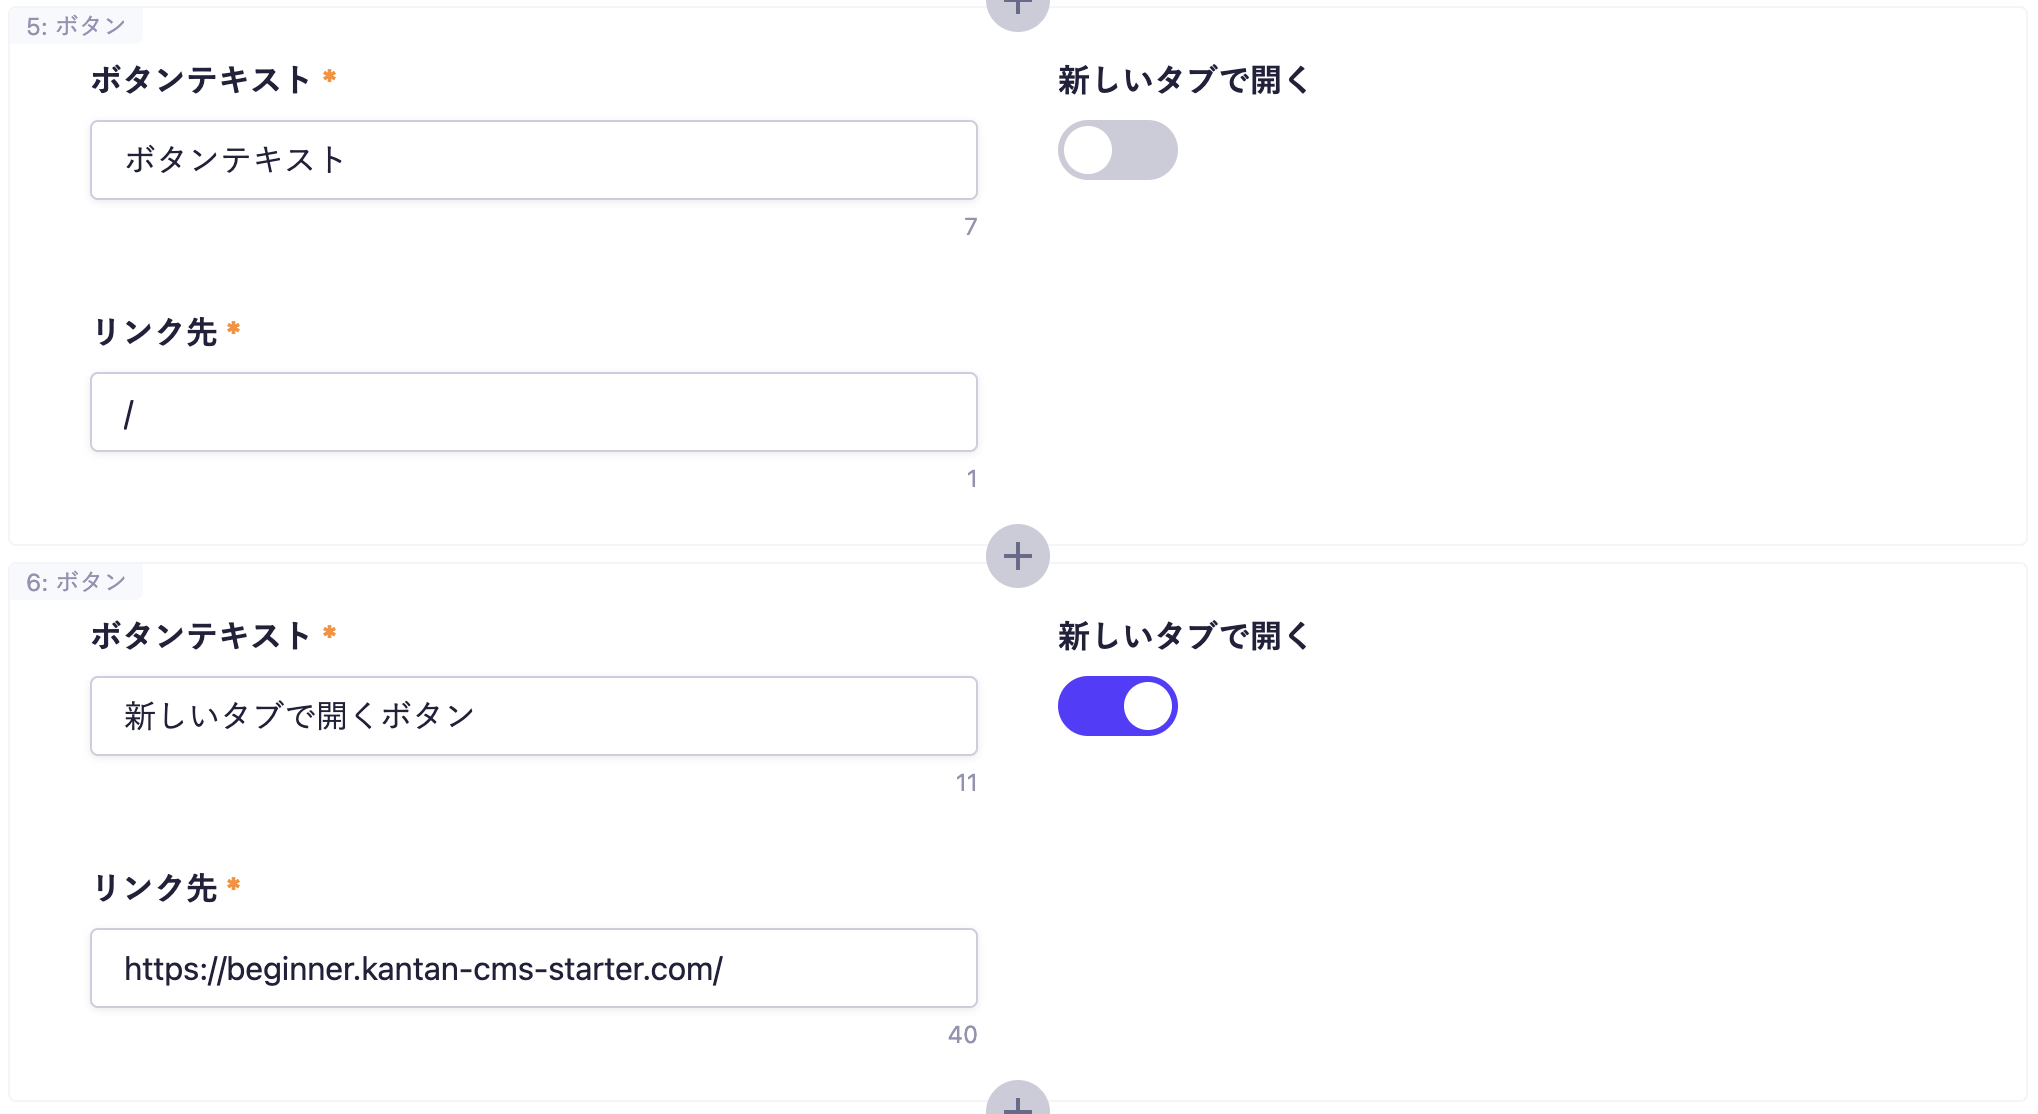 5: ボタン
ボタンテキスト *
新しいタブで開く
ボタンテキスト
7
リンク先 *
/
1
6: ボタン
ボタンテキスト *
新しいタブで開く
新しいタブで開くボタン
11
リンク先 *
https://beginner.kantan-cms-starter.com/
40